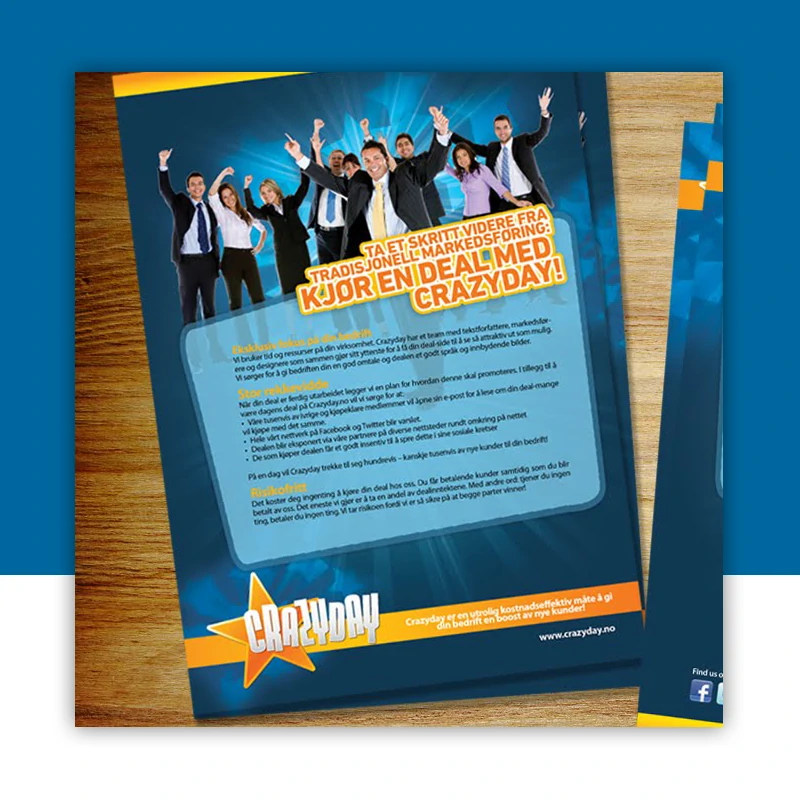 TA ET SKRITT VIDERE FRA
TRADISJONELL MARKEDSFØRING:
KJØR EN DEAL MED
CRAZYDAY!
Eksklusiv fokus på din bedrift
Vi bruker tid og ressurser på din virksomhet. Crazyday har et team med tekstforfattere, markedsfør-
ere og designere som sammen gjør sitt ytterste for å få din deal-side til å se så attraktiv ut som mulig.
Vi sørger for å gi bedriften din en god omtale og dealen et godt språk og innbydende bilder.
Stor rekkevidde
Når din deal er ferdig utarbeidet legger vi en plan for hvordan denne skal promoteres. I tillegg til å
være dagens deal på Crazyday.no vil vi sørge for at:
• Våre tusenvis av ivrige og kjøpeklare medlemmer vil åpne sin e-post for å lese om din deal-mange
vil kjøpe med det samme.
• Hele vårt nettverk på Facebook og Twitter blir varslet.
• Dealen blir eksponert via våre partnere på diverse nettsteder rundt omkring på nettet
• De som kjøper dealen får et godt insentiv til å spre dette i sine sosiale kretser
På en dag vil Crazyday trekke til seg hundrevis – kanskje tusenvis av nye kunder til din bedrift!
Risikofritt
Det koster deg ingenting å kjøre din deal hos oss. Du får betalende kunder samtidig som du blir
betalt av oss. Det eneste vi gjør er å ta en andel av dealinntektsene. Med andre ord: tjener du ingen
ting, betaler du ingen ting. Vi tar risikoen fordi vi er så sikre på at begge parter vinner!
CRAZYDAY
Crazyday er en utrolig kostnadseffektiv måte å gi
din bedrift en boost av nye kunder!
www.crazyday.no
Find us o
f